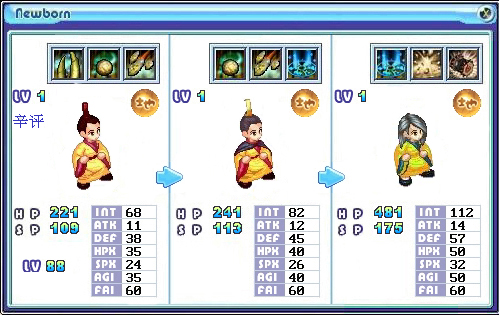 Newborn
LV 1
辛评
HP 221
SP 109
LV 88
INT 68
ATK 11
DEF 38
HPX 35
SPX 24
AGI 35
FAI 60
LV 1
HP 241
SP 113
INT 82
ATK 12
DEF 45
HPX 40
SPX 26
AGI 40
FAI 60
LV 1
HP 481
SP 175
INT 112
ATK 14
DEF 57
HPX 50
SPX 32
AGI 50
FAI 60